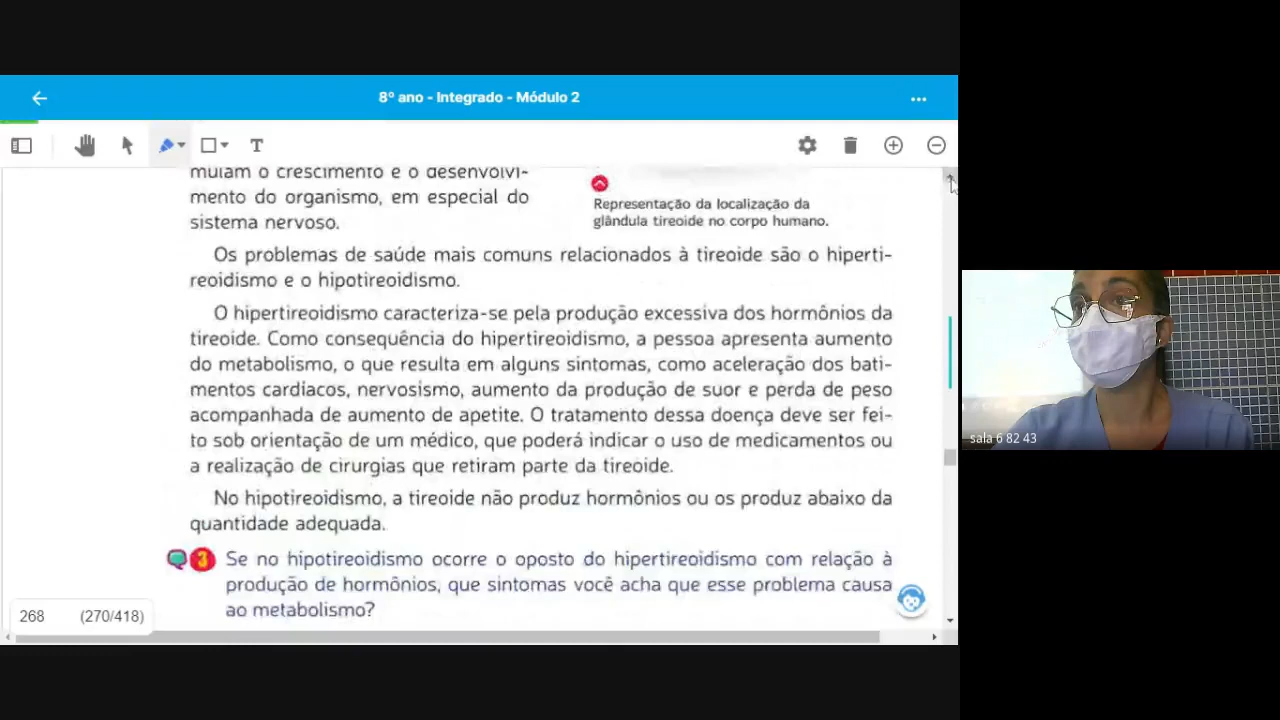 8º ano - Integrado - Módulo 2
T
mulam o crescimento e o desenvolvi-
mento do organismo, em especial do
sistema nervoso.
Representação da localização da
glândula tireoide no corpo humano.
Os problemas de saúde mais comuns relacionados à tireoide são o hiperti-
reoidismo e o hipotireoidismo.
O hipertireoidismo caracteriza-se pela produção excessiva dos hormônios da
tireoide. Como consequência do hipertireoidismo, a pessoa apresenta aumento
do metabolismo, o que resulta em alguns sintomas, como aceleração dos bati-
mentos cardíacos, nervosismo, aumento da produção de suor e perda de peso
acompanhada de aumento de apetite. O tratamento dessa doença deve ser fei-
to sob orientação de um médico, que poderá indicar o uso de medicamentos ou
a realização de cirurgias que retiram parte da tireoide.
No hipotireoidismo, a tireoide não produz hormônios ou os produz abaixo da
quantidade adequada.
3 Se no hipotireoidismo ocorre o oposto do hipertireoidismo com relação à
produção de hormônios, que sintomas você acha que esse problema causa
ao metabolismo?
268 (270/418)
sala 6 82 43